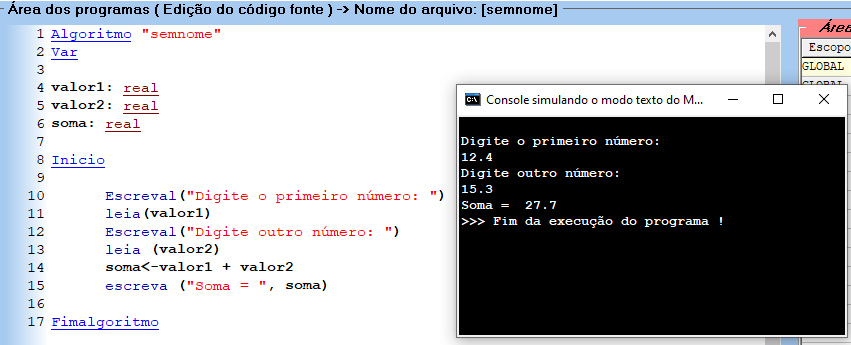 Área dos programas ( Edição do código fonte ) -> Nome do arquivo: [semnome]
1 Algoritmo "semnome"
2 Var
3
4 valor1: real
5 valor2: real
6 soma: real
7
8 Inicio
9
10 Escreval("Digite o primeiro número: ")
11 leia(valor1)
12 Escreval("Digite outro número: ")
13 leia (valor2)
14 soma<-valor1 + valor2
15 escreva ("Soma = ", soma)
16
17 Fimalgoritmo
Área
Escopo
GLOBAL
GLOBAL
Console simulando o modo texto do M...
Digite o primeiro número:
12.4
Digite outro número:
15.3
Soma =  27.7
>>> Fim da execução do programa !